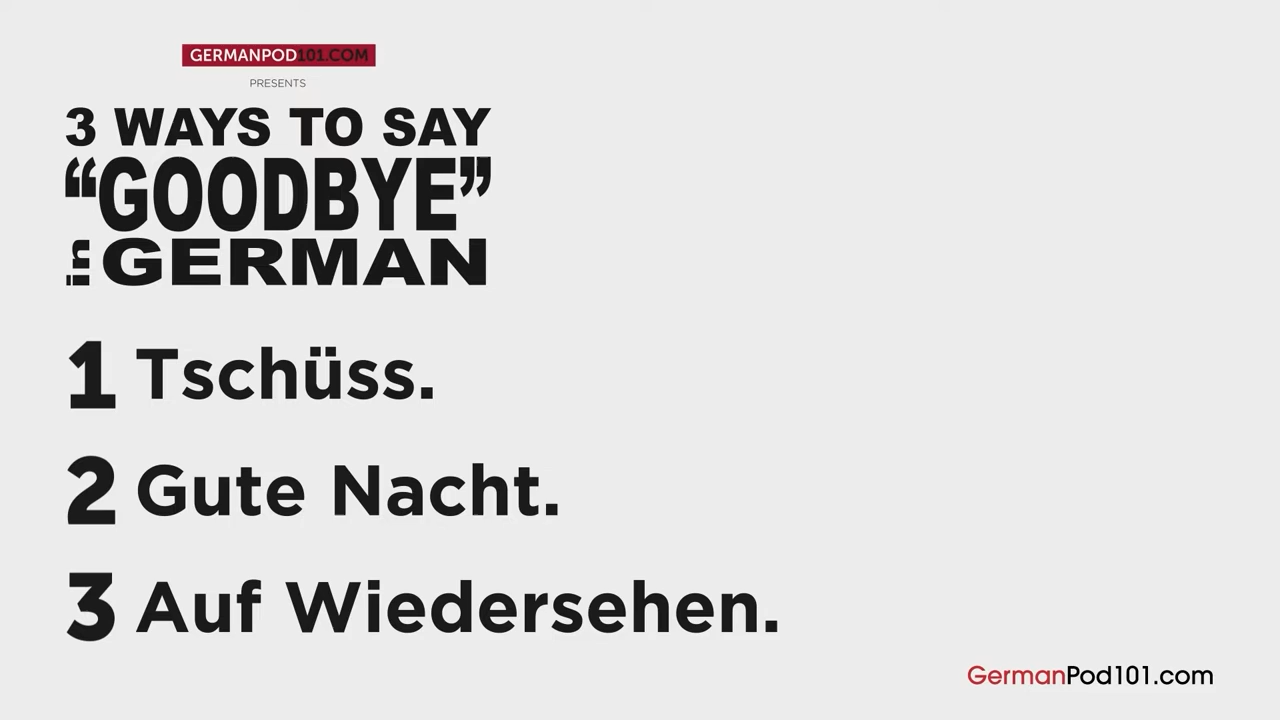 GERMANPOD101.COM
PRESENTS
3 WAYS TO SAY
“GOODBYE”
in GERMAN
1 Tschüss.
2 Gute Nacht.
3 Auf Wiedersehen.
GermanPod101.com